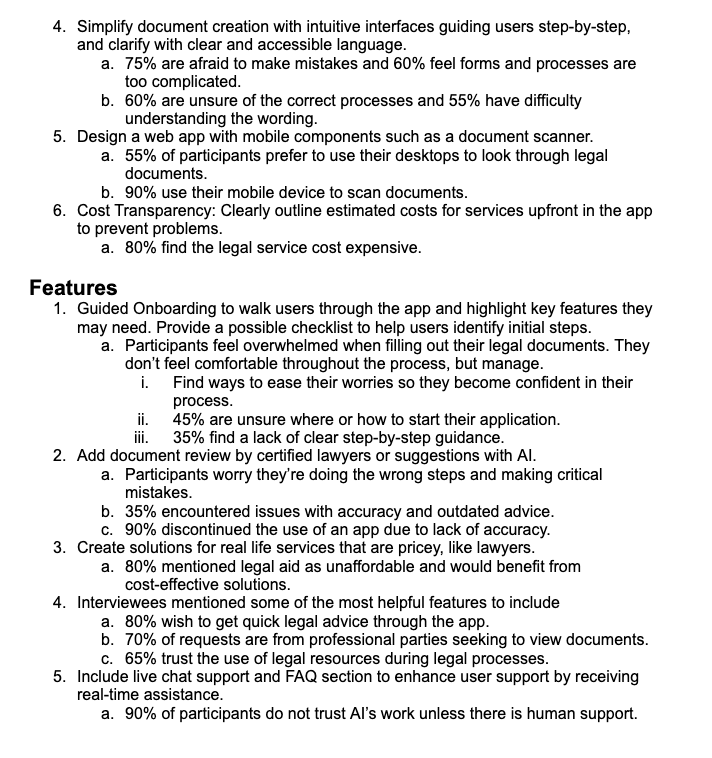 4. Simplify document creation with intuitive interfaces guiding users step-by-step,
and clarify with clear and accessible language.
a. 75% are afraid to make mistakes and 60% feel forms and processes are
too complicated.
b. 60% are unsure of the correct processes and 55% have difficulty
understanding the wording.
5. Design a web app with mobile components such as a document scanner.
a. 55% of participants prefer to use their desktops to look through legal
documents.
b. 90% use their mobile device to scan documents.
6. Cost Transparency: Clearly outline estimated costs for services upfront in the app
to prevent problems.
a. 80% find the legal service cost expensive.
Features
1. Guided Onboarding to walk users through the app and highlight key features they
may need. Provide a possible checklist to help users identify initial steps.
a. Participants feel overwhelmed when filling out their legal documents. They
don't feel comfortable throughout the process, but manage.
i. Find ways to ease their worries so they become confident in their
process.
ii. 45% are unsure where or how to start their application.
iii. 35% find a lack of clear step-by-step guidance.
2. Add document review by certified lawyers or suggestions with AI.
a. Participants worry they're doing the wrong steps and making critical
mistakes.
b. 35% encountered issues with accuracy and outdated advice.
c. 90% discontinued the use of an app due to lack of accuracy.
3. Create solutions for real life services that are pricey, like lawyers.
a. 80% mentioned legal aid as unaffordable and would benefit from
cost-effective solutions.
4. Interviewees mentioned some of the most helpful features to include
a. 80% wish to get quick legal advice through the app.
b. 70% of requests are from professional parties seeking to view documents.
c. 65% trust the use of legal resources during legal processes.
5. Include live chat support and FAQ section to enhance user support by receiving
real-time assistance.
a. 90% of participants do not trust AI's work unless there is human support.